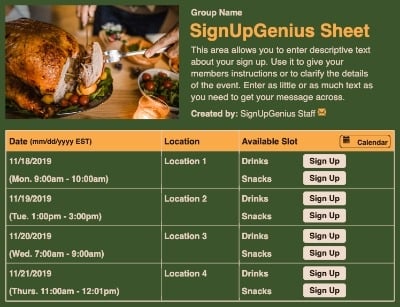 Group Name
SignUpGenius Sheet
This area allows you to enter descriptive text
about your sign up. Use it to give your
members instructions or to clarify the details
of the event. Enter as little or as much text as
you need to get your message across.
Created by: SignUpGenius Staff
Date (mm/dd/yyyy EST) Location Available Slot Calendar
11/18/2019 Location 1 Drinks Sign Up
(Mon. 9:00am - 10:00am) Snacks Sign Up
11/19/2019 Location 2 Drinks Sign Up
(Tue. 1:00pm - 3:00pm) Snacks Sign Up
11/20/2019 Location 3 Drinks Sign Up
(Wed. 7:00am - 9:00am) Snacks Sign Up
11/21/2019 Location 4 Drinks Sign Up
(Thurs. 11:00am - 12:01pm) Snacks Sign Up